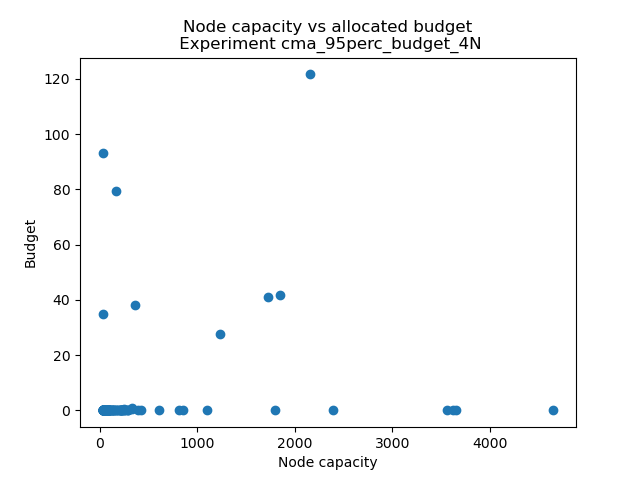 Node capacity vs allocated budget
Experiment cma_95perc_budget_4N
120
100
80
60
40
20
0
Budget
0 1000 2000 3000 4000
Node capacity